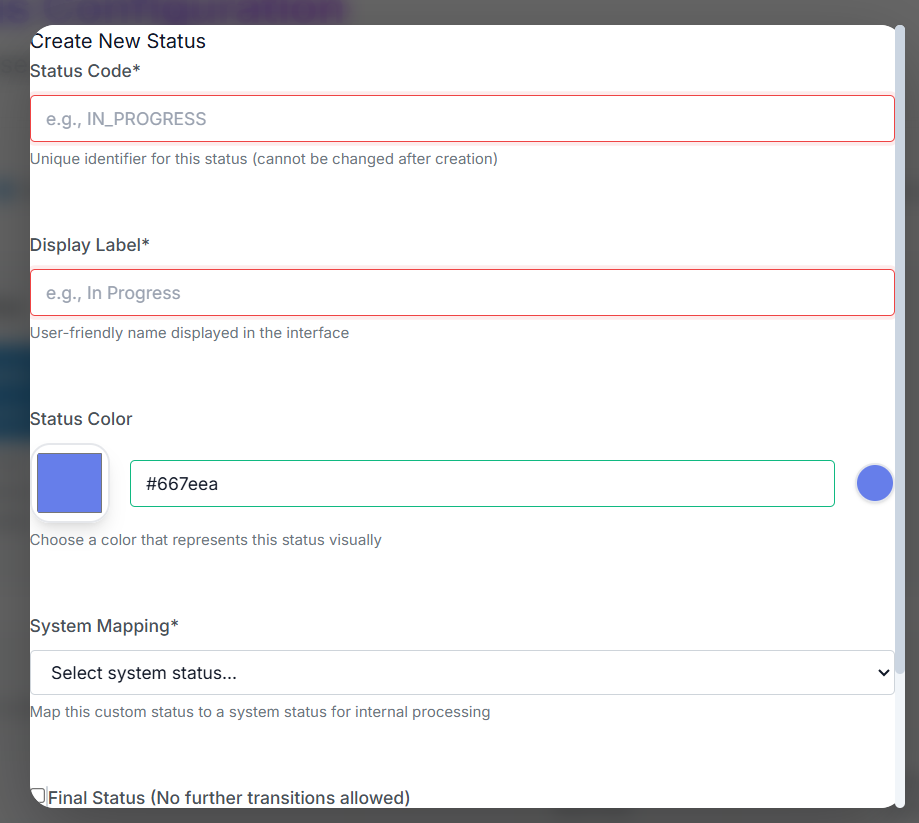 Configuration
Create New Status
Status Code*
e.g., IN_PROGRESS
Unique identifier for this status (cannot be changed after creation)
Display Label*
e.g., In Progress
User-friendly name displayed in the interface
Status Color
#667eea
Choose a color that represents this status visually
System Mapping*
Select system status...
Map this custom status to a system status for internal processing
Final Status (No further transitions allowed)